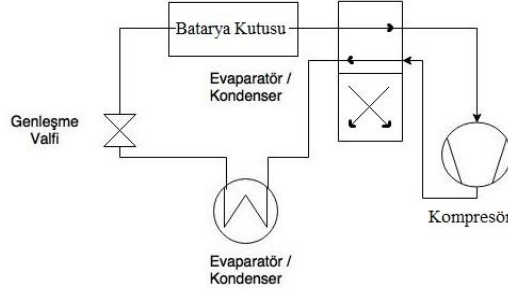 Batarya Kutusu
Evaparatör /
Kondenser
Genleşme
Valfi
Kompresör
Evaparatör /
Kondenser